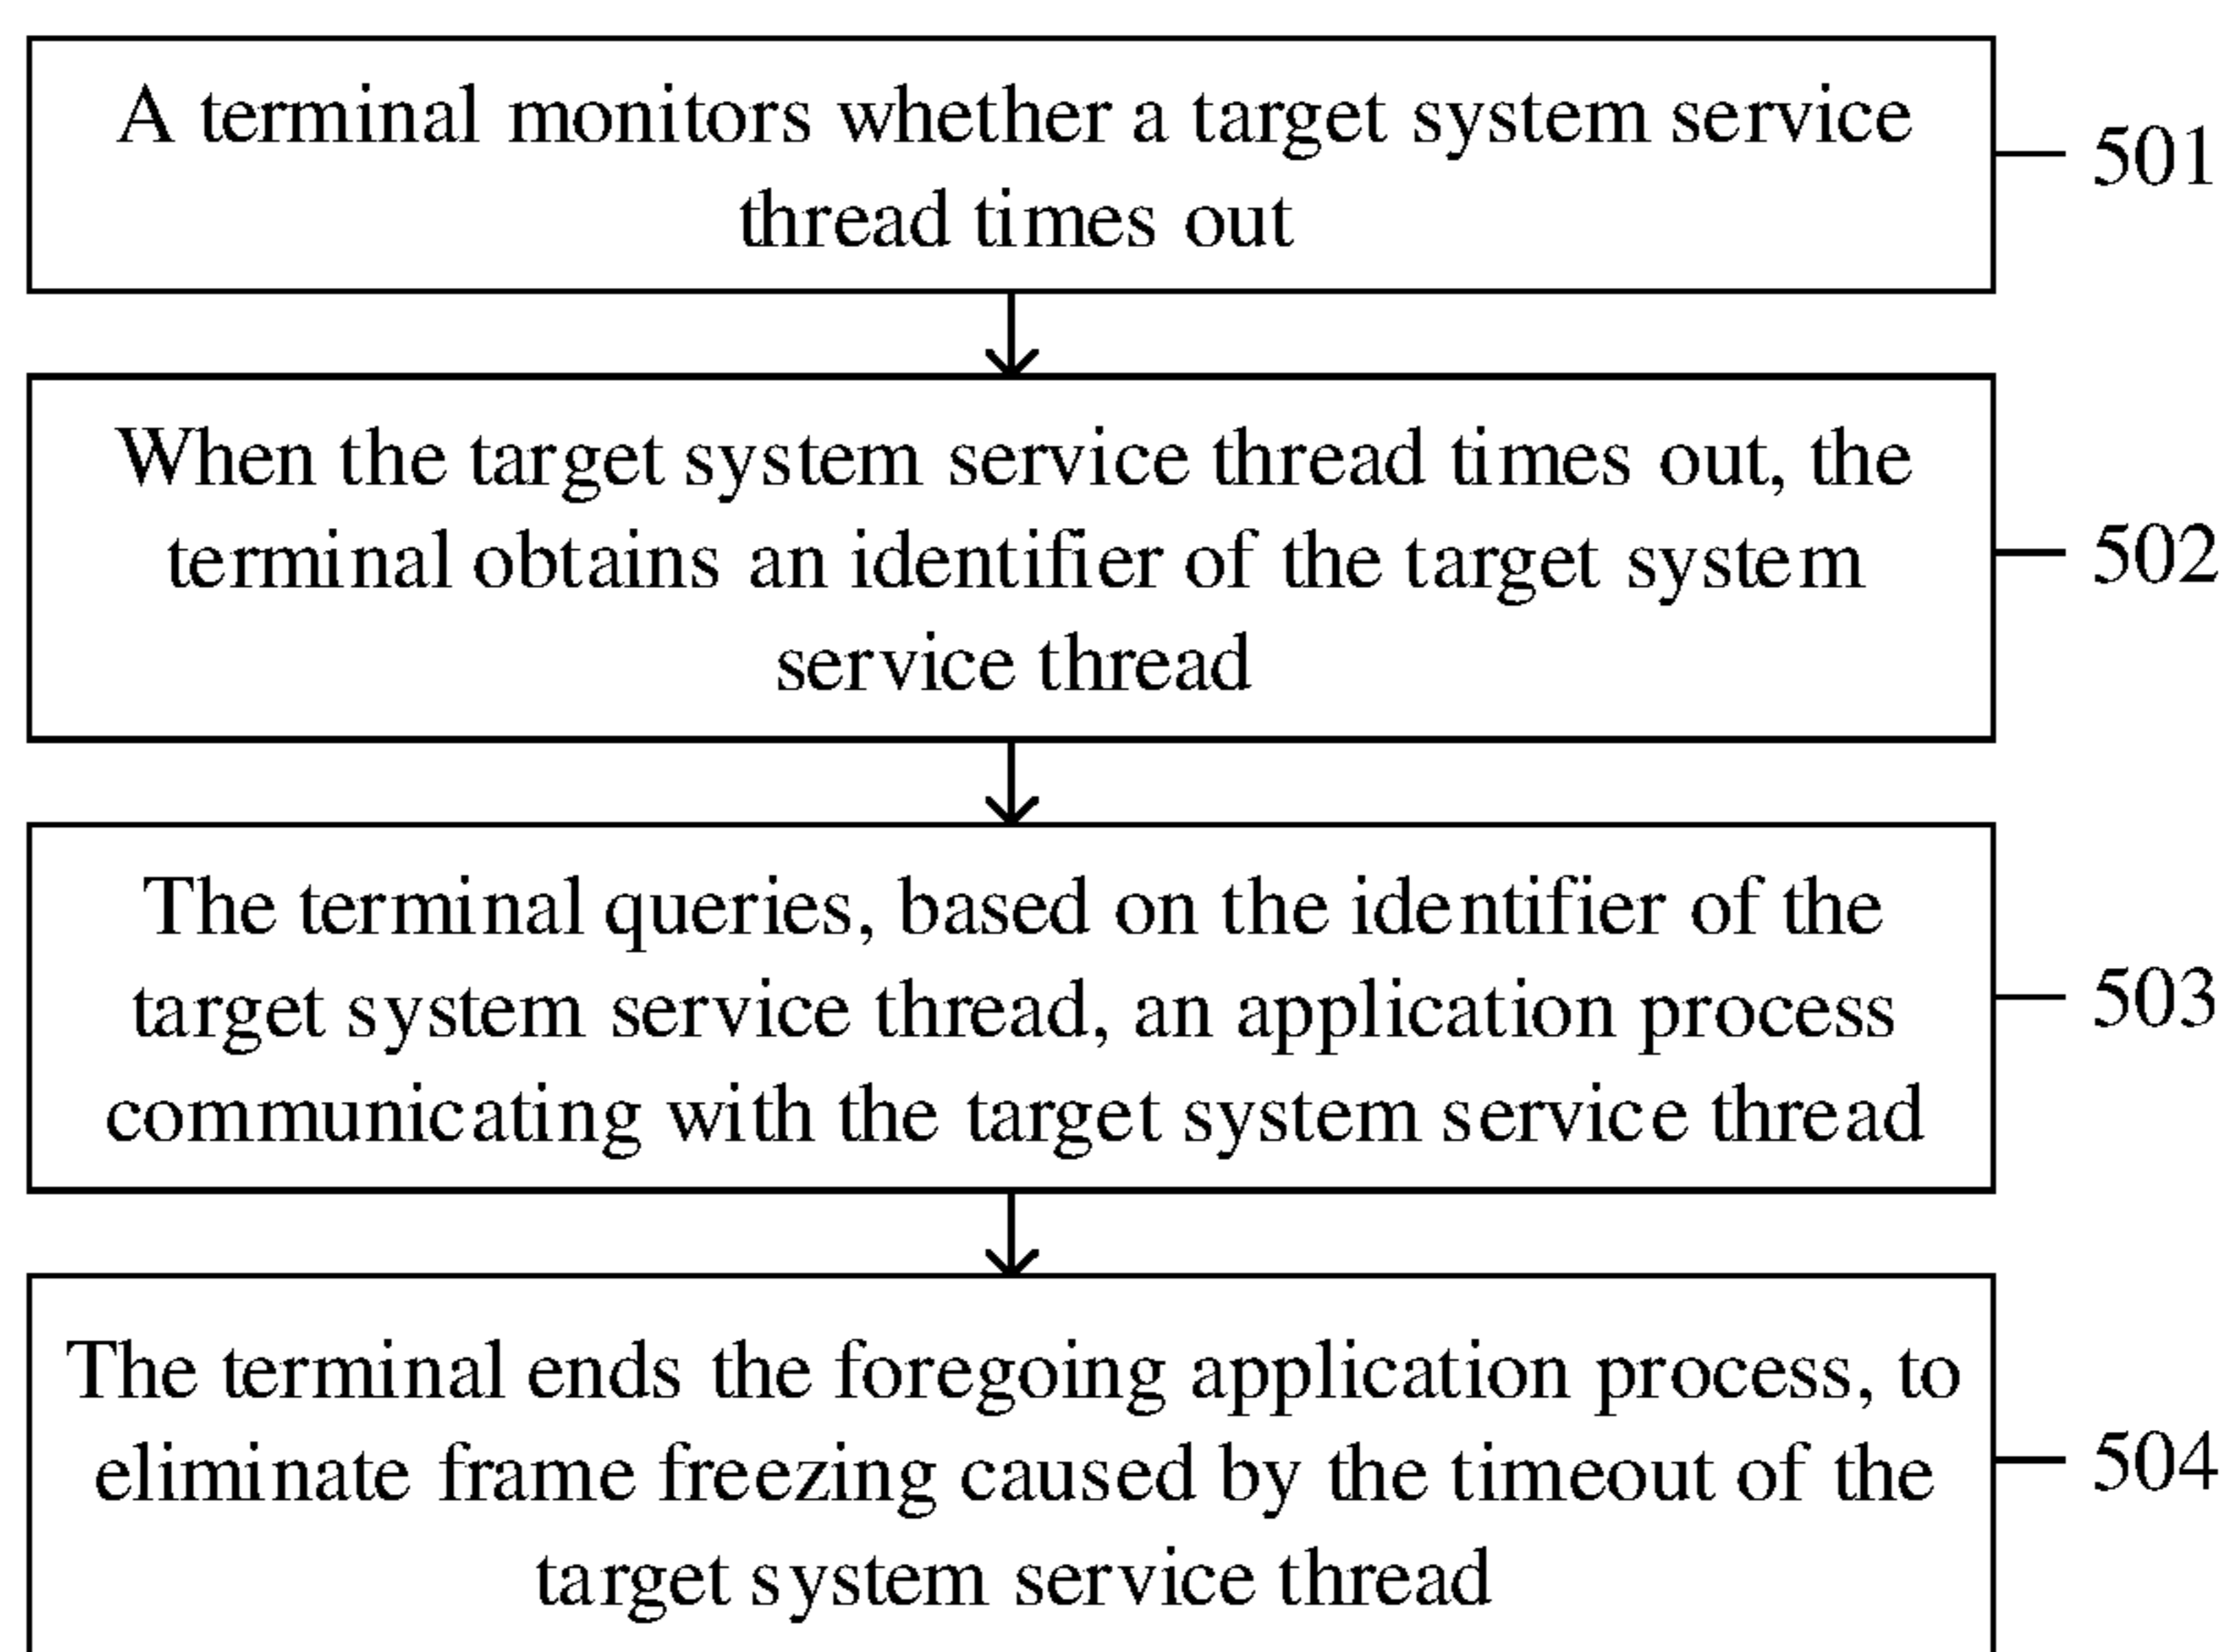 A terminal monitors whether a target system service
thread times out
501
When the target system service thread times out, the
terminal obtains an identifier of the target system
service thread
502
The terminal queries, based on the identifier of the
target system service thread, an application process
communicating with the target system service thread
503
The terminal ends the foregoing application process, to
eliminate frame freezing caused by the timeout of the
target system service thread
504